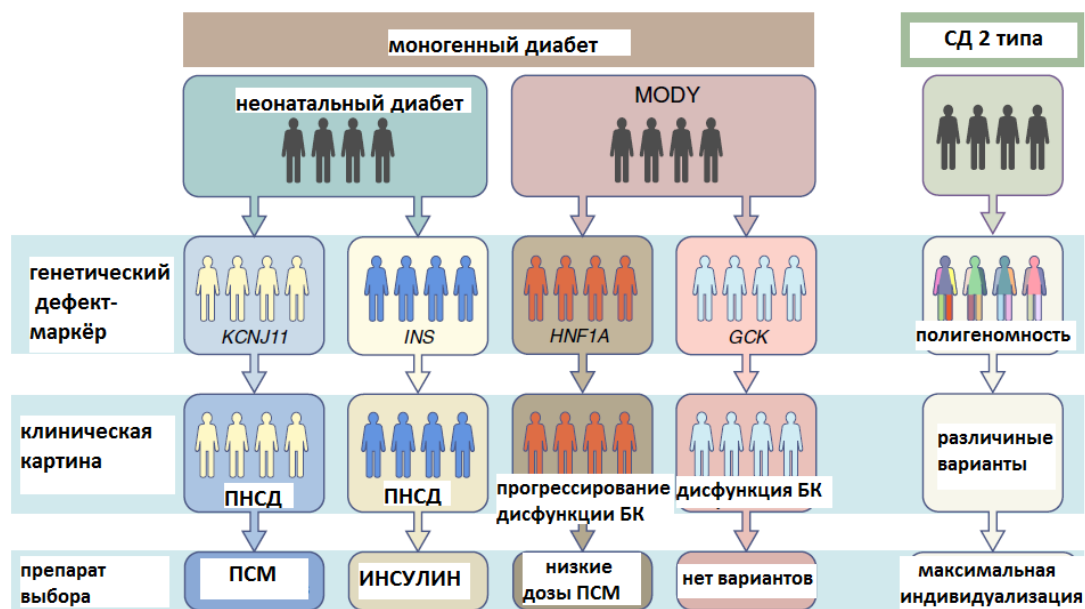 моногенный диабет
СД 2 типа
неонатальный диабет
MODY
генетический
дефект-
маркёр
KCNJ11
INS
HNF1A
GCK
полигеномность
клиническая
картина
ПНСД
ПНСД
прогрессирование
дисфункции БК
дисфункция БК
различиные
варианты
препарат
выбора
ПСМ
ИНСУЛИН
низкие
дозы ПСМ
нет вариантов
максимальная
индивидуализация